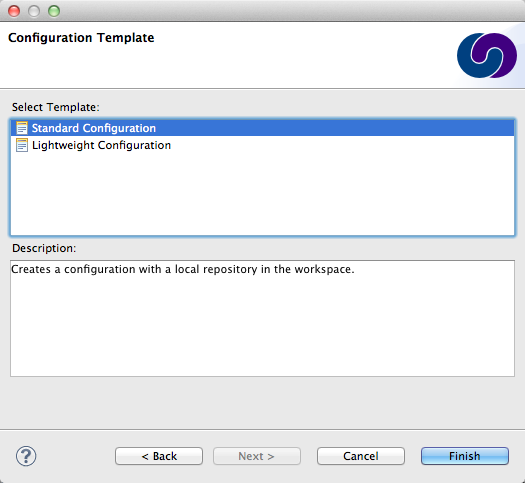 Configuration Template
Select Template:
Standard Configuration
Lightweight Configuration
Description:
Creates a configuration with a local repository in the workspace.
?
< Back
Next >
Cancel
Finish